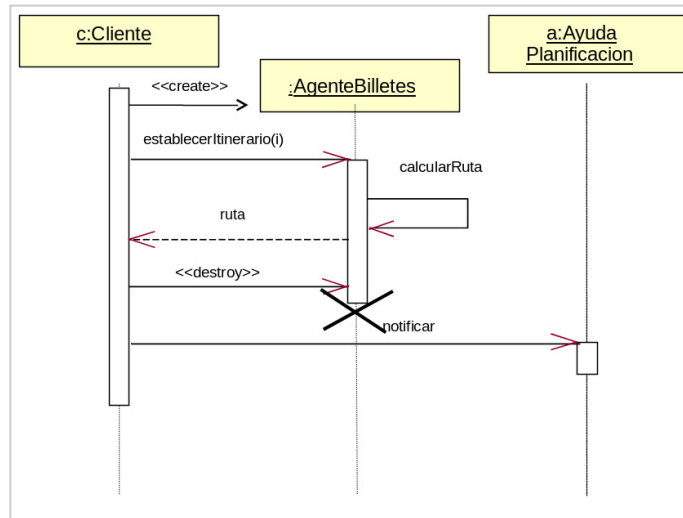 c:Cliente
a:Ayuda
Planificacion
<<create>>
:AgenteBilletes
establecerItinerario(i)
calcularRuta
ruta
<<destroy>>
notificar